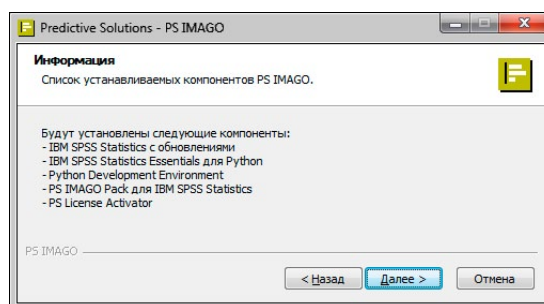 Predictive Solutions - PS IMAGO
Информация
Список устанавливаемых компонентов PS IMAGO.
Будут установлены следующие компоненты:
- IBM SPSS Statistics с обновлениями
- IBM SPSS Statistics Essentials для Python
- Python Development Environment
- PS IMAGO Pack для IBM SPSS Statistics
- PS License Activator
PS IMAGO
< Назад Далее > Отмена